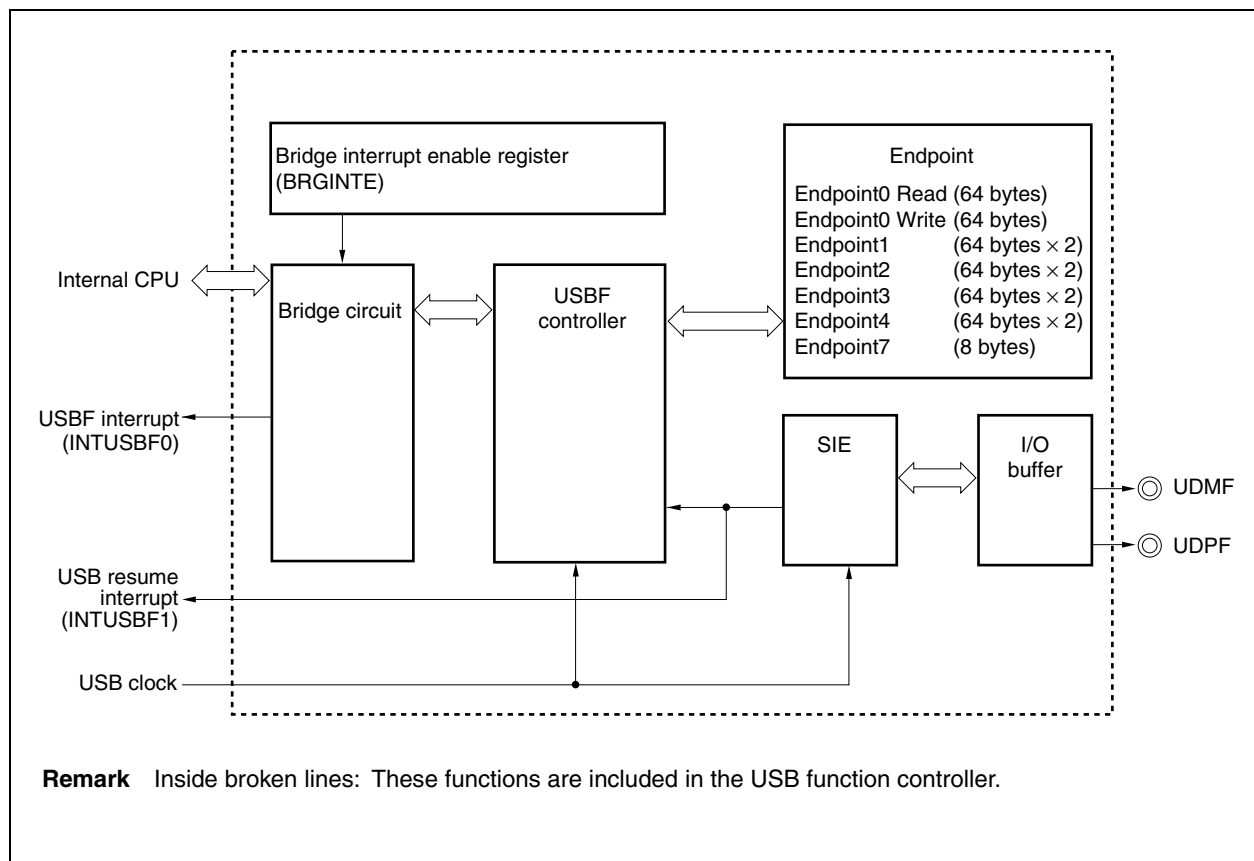 Bridge interrupt enable register
(BRGINTE)
Endpoint
Endpoint0 Read (64 bytes)
Endpoint0 Write (64 bytes)
Endpoint1 (64 bytes × 2)
Endpoint2 (64 bytes × 2)
Endpoint3 (64 bytes × 2)
Endpoint4 (64 bytes × 2)
Endpoint7 (8 bytes)
Internal CPU
Bridge circuit
USBF
controller
USBF interrupt
(INTUSBF0)
SIE
I/O
buffer
UDMF
UDPF
USB resume
interrupt
(INTUSBF1)
USB clock
Remark Inside broken lines: These functions are included in the USB function controller.